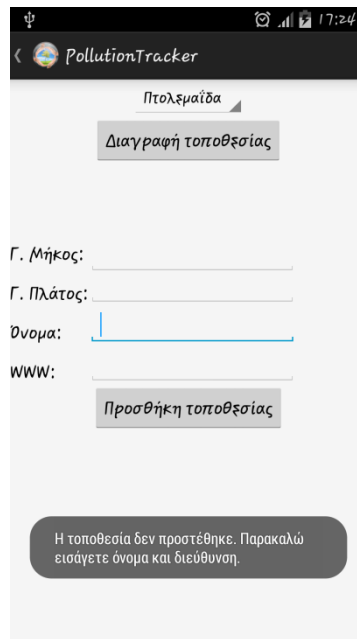 17:24
PollutionTracker
Πτολεμαΐδα
Διαγραφή τοποθεσίας
Γ. Μήκος:
Γ. Πλάτος:
Όνομα:
WWW:
Προσθήκη τοποθεσίας
Η τοποθεσία δεν προστέθηκε. Παρακαλώ
εισάγετε όνομα και διεύθυνση.